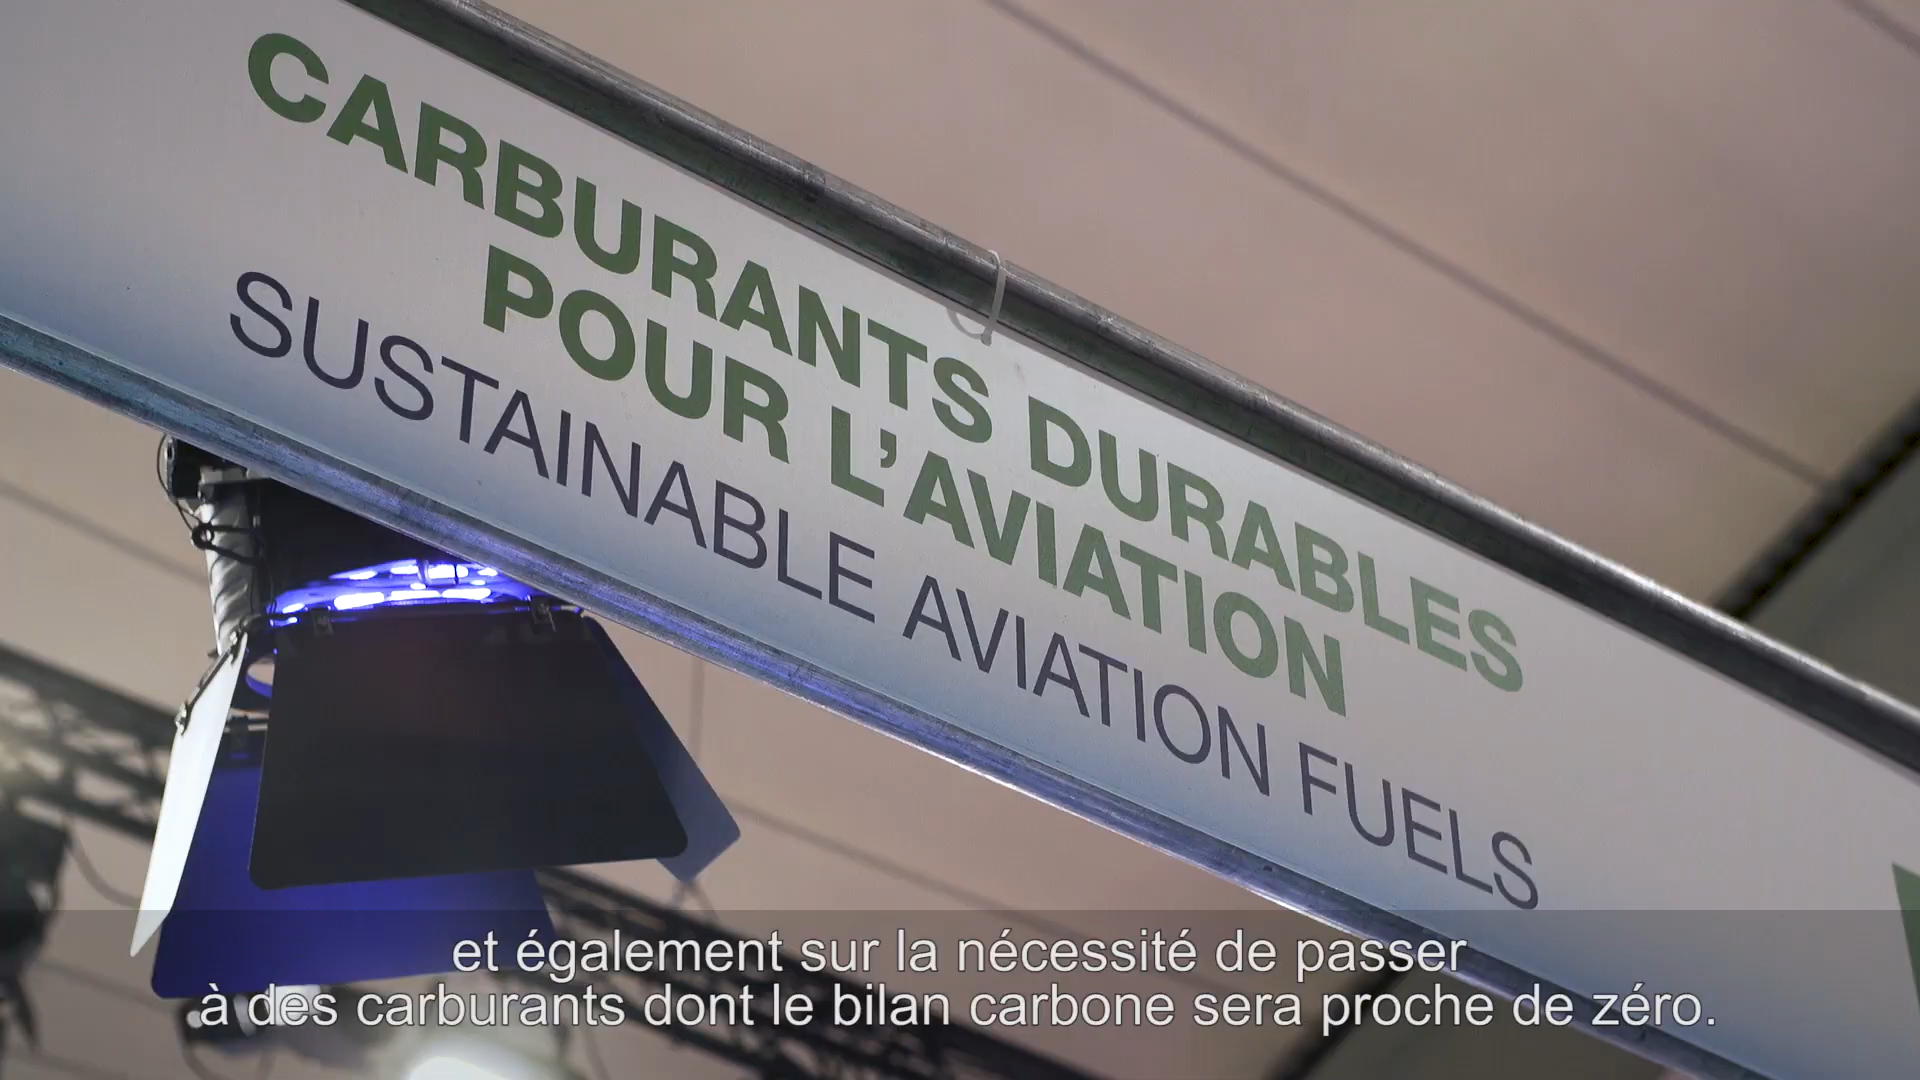 CARBURANTS DURABLES
POUR L’AVIATION
SUSTAINABLE AVIATION FUELS
et également sur la nécessité de passer
à des carburants dont le bilan carbone sera proche de zéro.